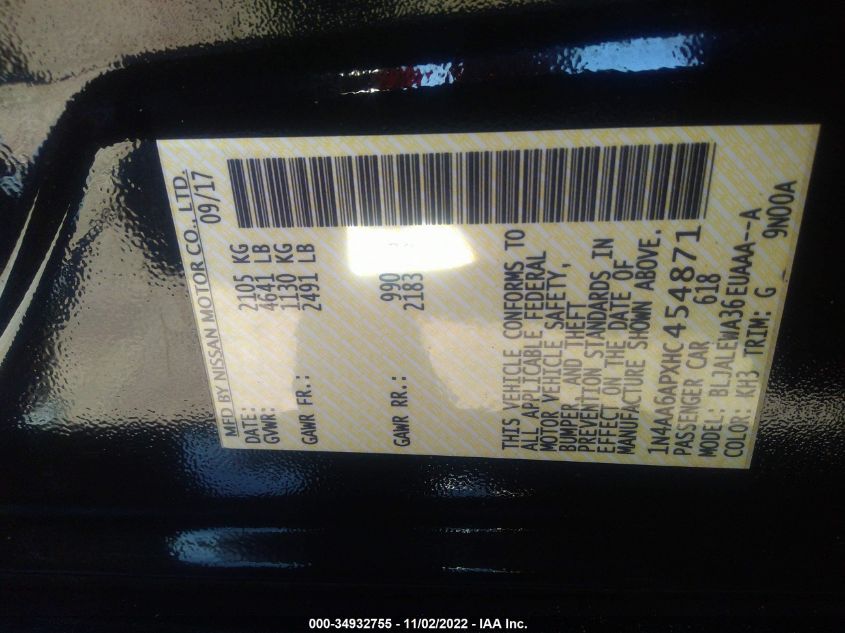 MFD BY NISSAN MOTOR CO., LTD.
DATE: 09/17
GVWR: 2105 KG
4641 LB
GAWR FR.: 1130 KG
2491 LB
GAWR RR.: 990
2183
THIS VEHICLE CONFORMS TO
ALL APPLICABLE FEDERAL
MOTOR VEHICLE SAFETY,
BUMPER AND THEFT
PREVENTION STANDARDS IN
EFFECT ON THE DATE OF
MANUFACTURE SHOWN ABOVE.
1N4AA6APXHC454871
PASSENGER CAR 618
MODEL: BLJALEWA36EUAAA--A
COLOR: KH3 TRIM: G - 9N00A
000-34932755 - 11/02/2022 - IAA Inc.